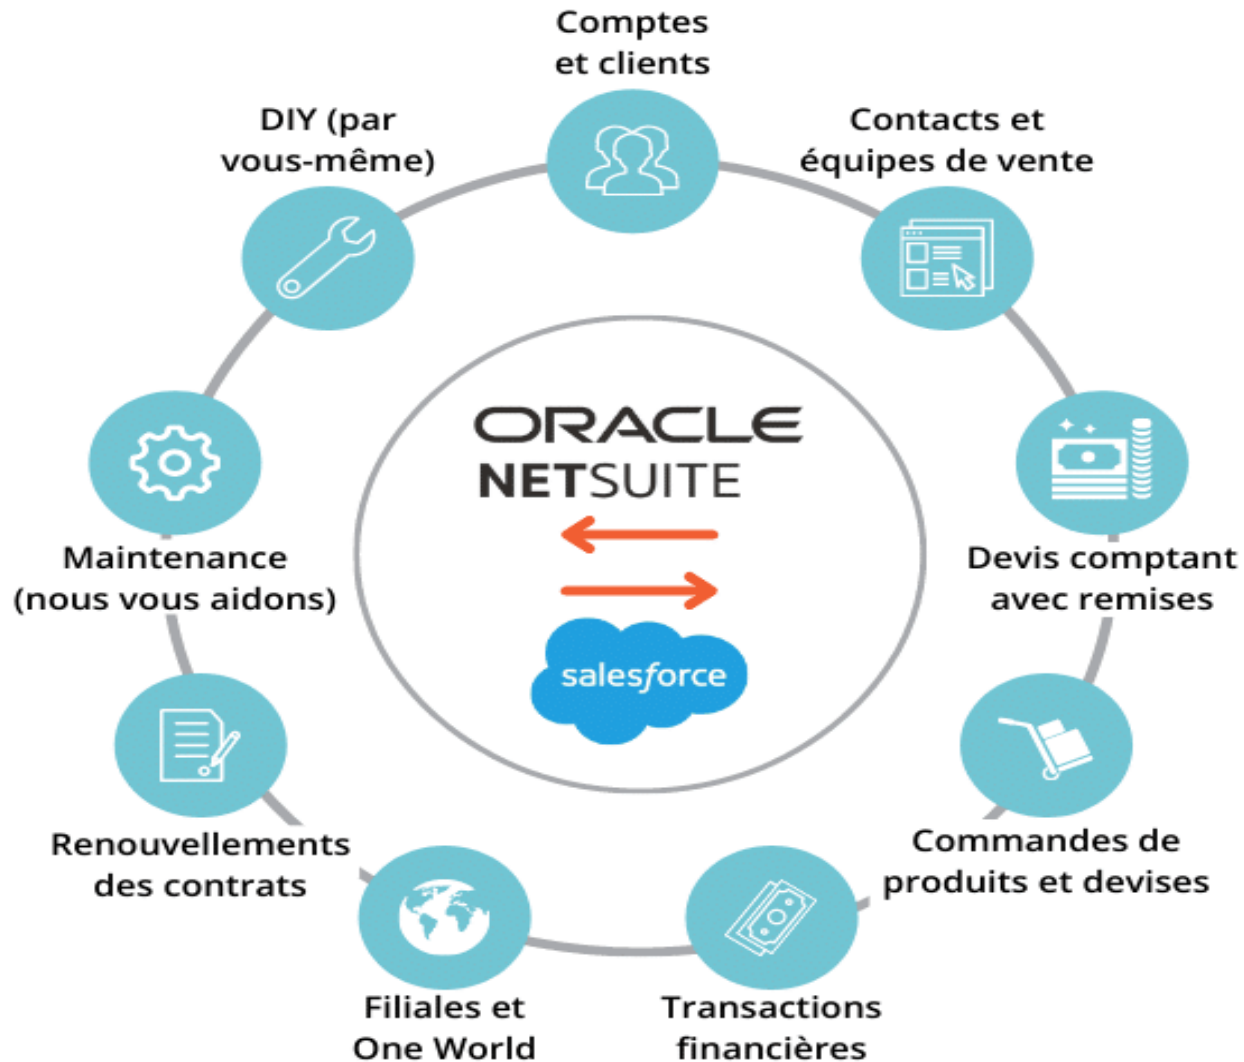 Comptes
et clients
DIY (par
vous-même)
Contacts et
équipes de vente
ORACLE
NETSUITE
Maintenance
(nous vous aidons)
Devis comptant
avec remises
salesforce
Renouvellements
des contrats
Commandes de
produits et devises
Filiales et
One World
Transactions
financières